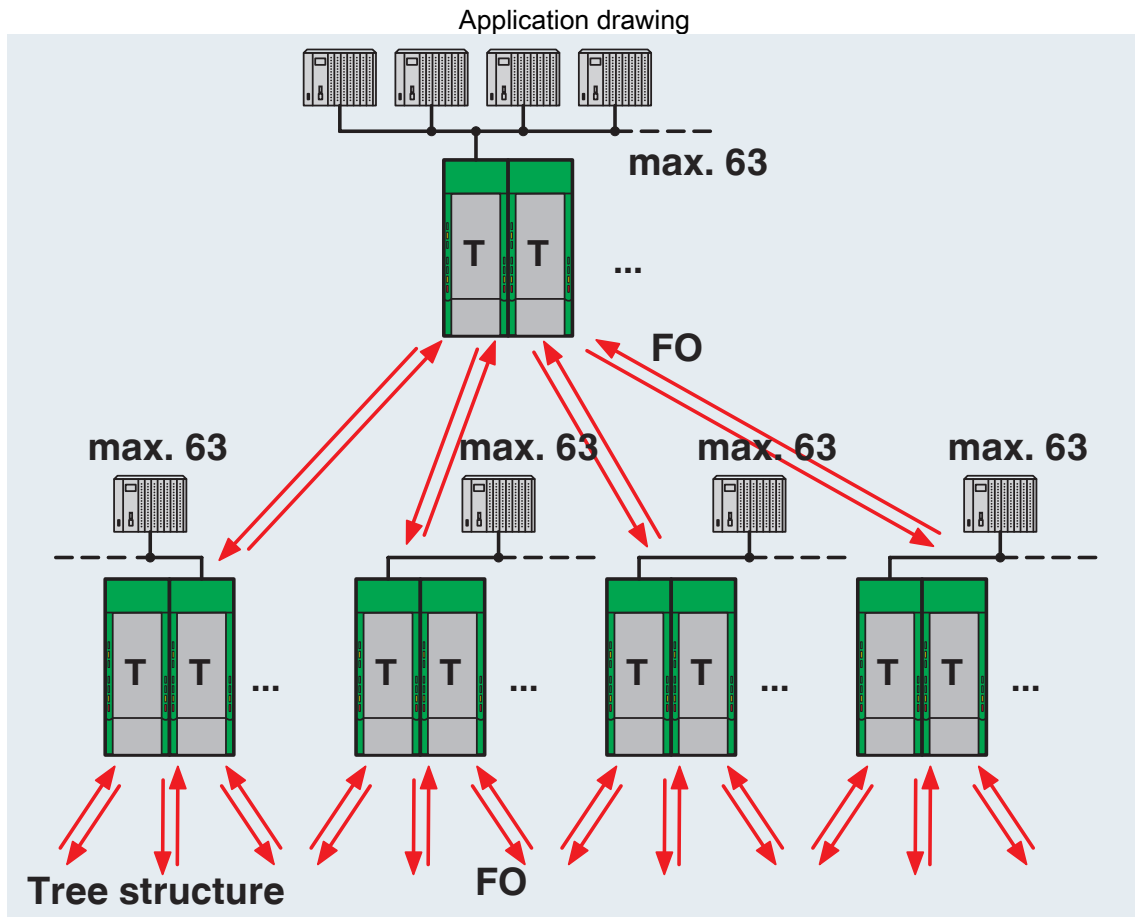 Application drawing
max. 63
T T ...
FO
max. 63 max. 63 max. 63 max. 63
T T ... T T ... T T ... T T ...
Tree structure FO